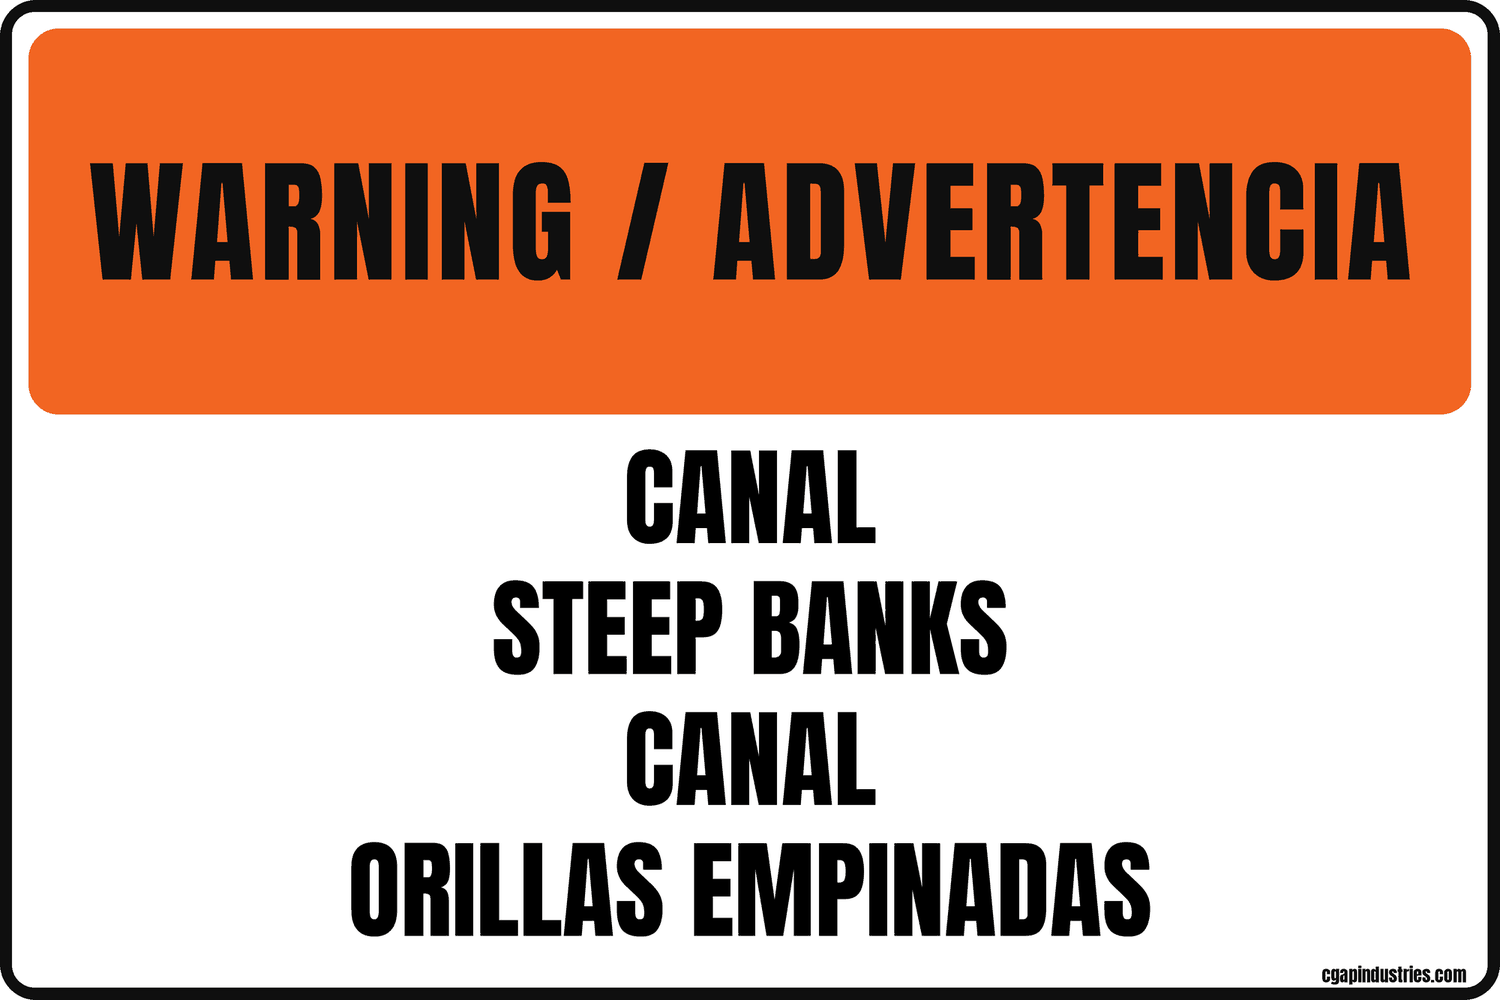 WARNING / ADVERTENCIA
CANAL
STEEP BANKS
CANAL
ORILLAS EMPINADAS
cgapindustries.com